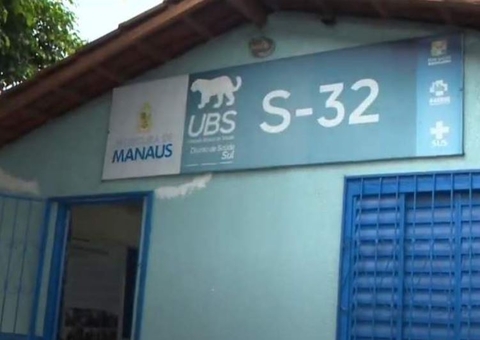 PREFEITURA DE
MANAUS
UBS
Distrito de Saúde
Sul
S-32
SUS